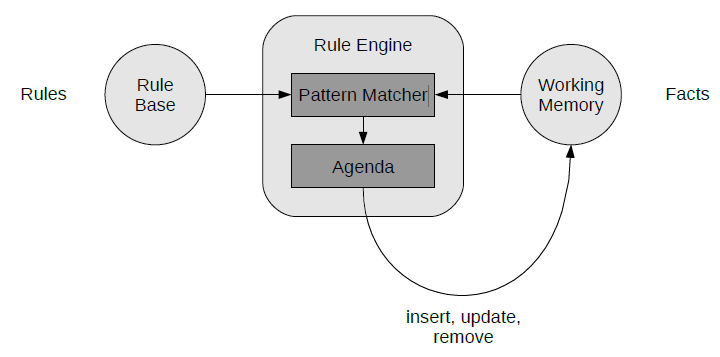 Rule Engine
Rules
Rule
Base
Pattern Matcher
Working
Memory
Facts
Agenda
insert, update,
remove